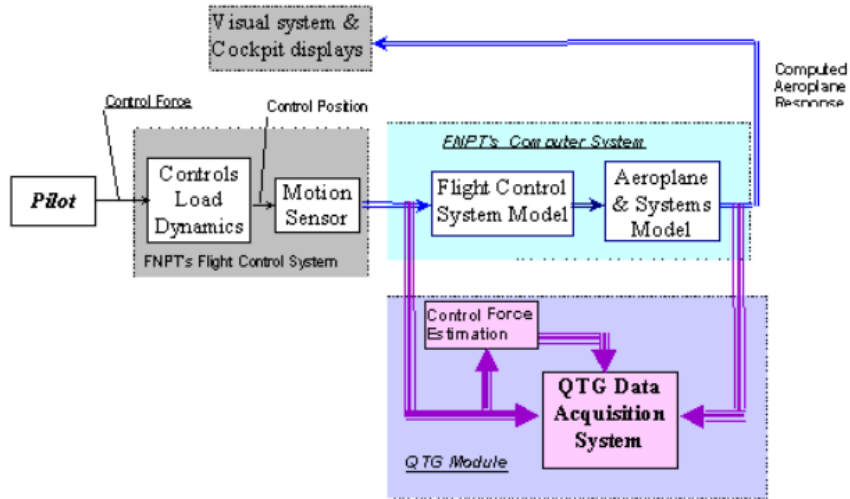 Visual system &
Cockpit displays
Computed
Aeroplane
Response
Control Force
Control Position
FNPT's Computer System
Pilot
Controls
Load
Dynamics
Motion
Sensor
Flight Control
System Model
Aeroplane
& Systems
Model
FNPT's Flight Control System
Control Force
Estimation
QTG Data
Acquisition
System
QTG Module